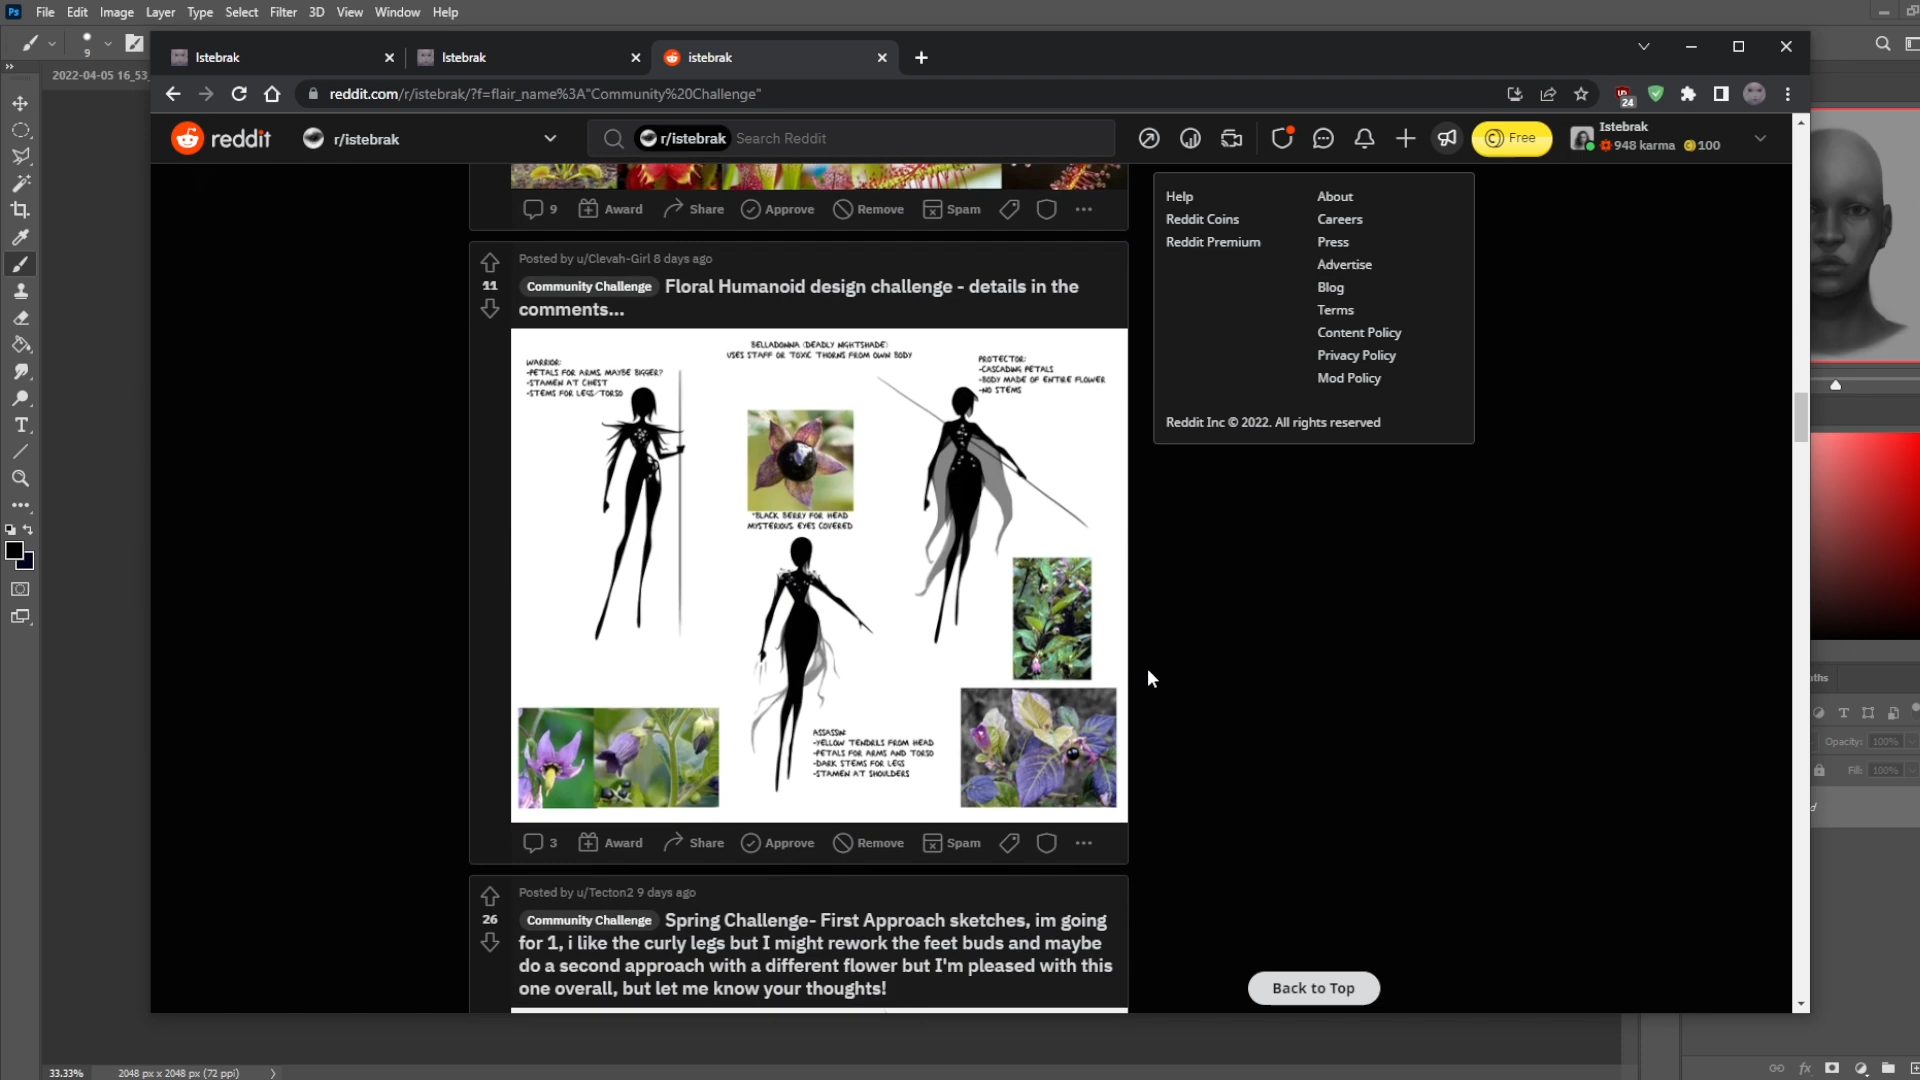 File Edit Image Layer Type Select Filter 3D View Window Help
9
2022-04-05 16_53_
Istebrak
Istebrak
istebrak
reddit.com/r/istebrak/?f=flair_name%3A"Community%20Challenge"
24
reddit
r/istebrak
r/istebrak Search Reddit
Free
Istebrak
948 karma 100
9 Award Share Approve Remove Spam
Help
Reddit Coins
Reddit Premium
About
Careers
Press
Advertise
Blog
Terms
Content Policy
Privacy Policy
Mod Policy
Reddit Inc © 2022. All rights reserved
Posted by u/Clevah-Girl 8 days ago
11
Community Challenge Floral Humanoid design challenge - details in the
comments...
BELLADONNA (DEADLY NIGHTSHADE)
USES STAFF OR TOXIC THORNS FROM OWN BODY
WARRIOR:
-PETALS FOR ARMS. MAYBE BIGGER?
-STAMEN AT CHEST
-STEMS FOR LEGS/TORSO
PROTECTOR:
-CASCADING PETALS
-BODY MADE OF ENTIRE FLOWER
-NO STEMS
*BLACK BERRY FOR HEAD
MYSTERIOUS EYES COVERED
ASSASSIN:
-YELLOW TENDRILS FROM HEAD
-PETALS FOR ARMS AND TORSO
-DARK STEMS FOR LEGS
-STAMEN AT SHOULDERS
3 Award Share Approve Remove Spam
Posted by u/Tecton2 9 days ago
26
Community Challenge Spring Challenge- First Approach sketches, im going
for 1, i like the curly legs but I might rework the feet buds and maybe
do a second approach with a different flower but I'm pleased with this
one overall, but let me know your thoughts!
Back to Top
ths
Opacity: 100%
Fill: 100%
33.33% 2048 px x 2048 px (72 ppi)